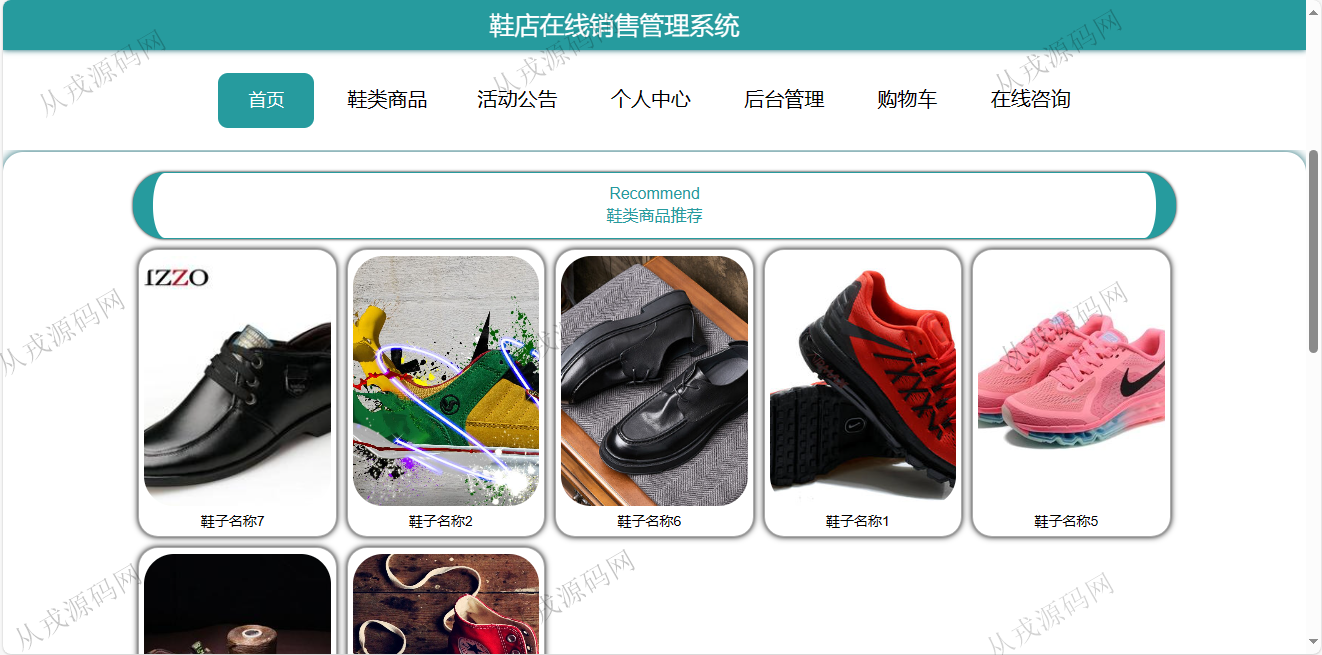 鞋店在线销售管理系统
首页
鞋类商品
活动公告
个人中心
后台管理
购物车
在线咨询
Recommend
鞋类商品推荐
IZZO
鞋子名称7
鞋子名称2
鞋子名称6
鞋子名称1
鞋子名称5
从戎源码网
从戎源码网
从戎源码网
从戎源码网
从戎源码网
从戎源码网
从戎源码网
从戎源码网